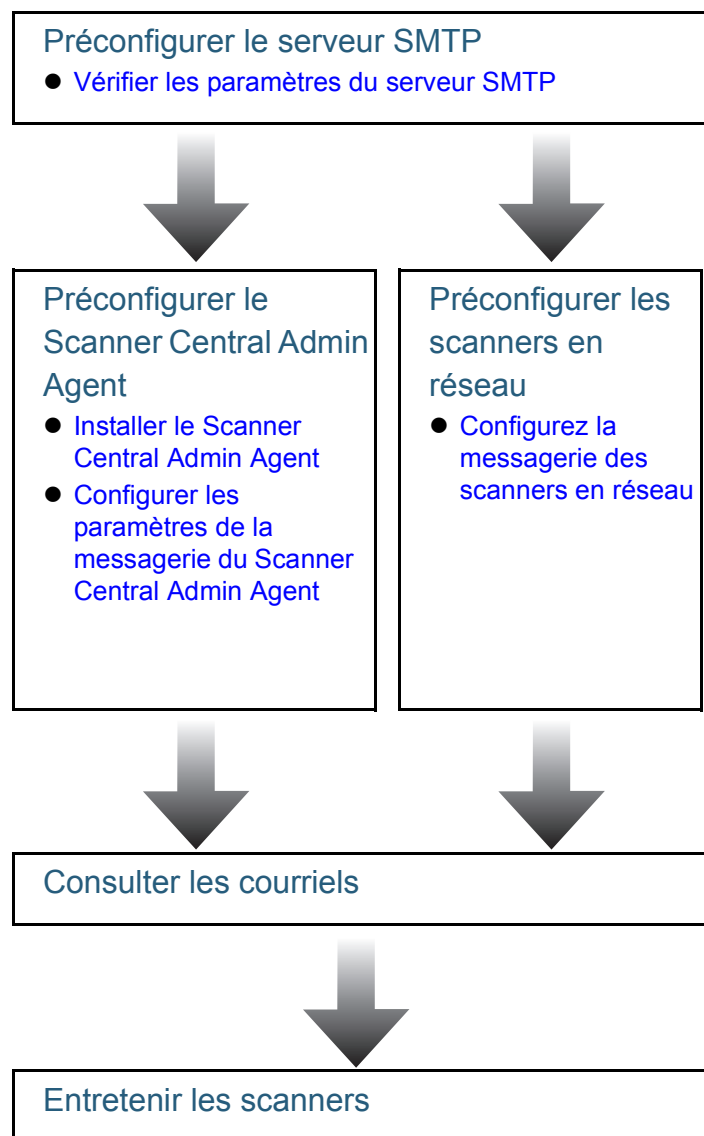 Préconfigurer le serveur SMTP
● Vérifier les paramètres du serveur SMTP
Préconfigurer le
Scanner Central Admin
Agent
● Installer le Scanner
Central Admin Agent
● Configurer les
paramètres de la
messagerie du Scanner
Central Admin Agent
Préconfigurer les
scanners en
réseau
● Configurez la
messagerie des
scanners en réseau
Consulter les courriels
Entretenir les scanners